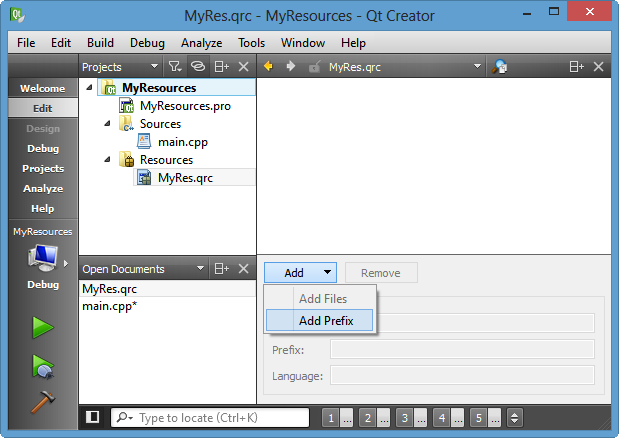 MyRes.qrc - MyResources - Qt Creator
File Edit Build Debug Analyze Tools Window Help
Projects
MyRes.qrc
Welcome
Edit
Design
Debug
Projects
Analyze
Help
MyResources
Debug
MyResources
MyResources.pro
Sources
main.cpp
Resources
MyRes.qrc
Open Documents
MyRes.qrc
main.cpp*
Add
Remove
Add Files
Add Prefix
Prefix:
Language:
Type to locate (Ctrl+K)
1 ... 2 ... 3 ... 4 ... 5 ...